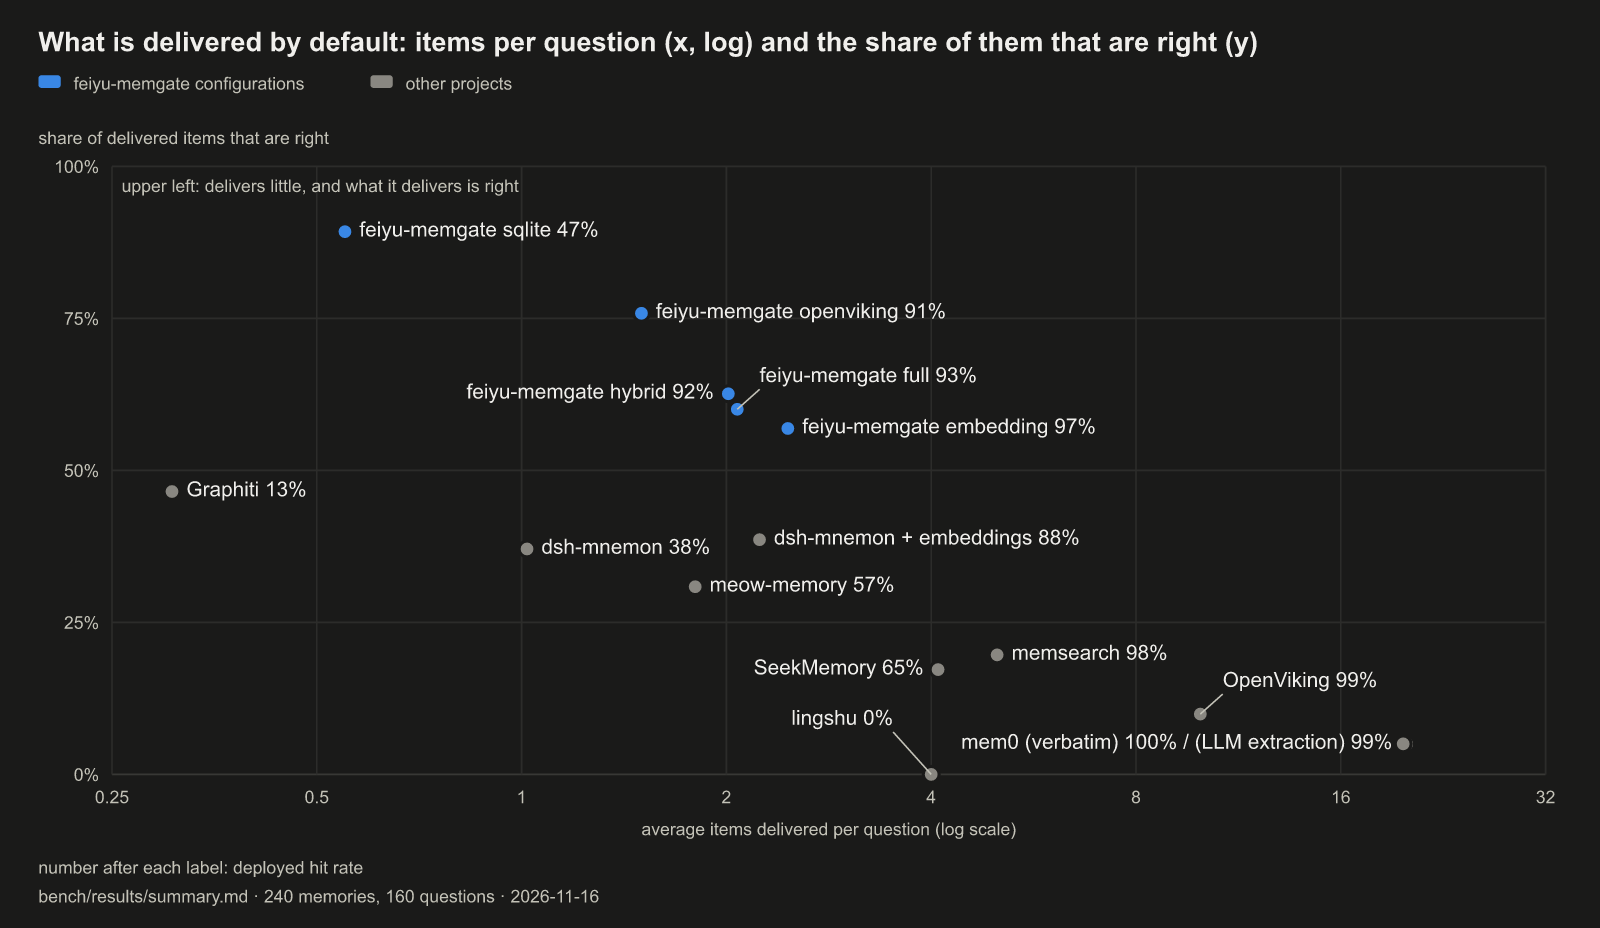 What is delivered by default: items per question (x, log) and the share of them that are right (y)
feiyu-memgate configurations
other projects
share of delivered items that are right
100%
upper left: delivers little, and what it delivers is right
feiyu-memgate sqlite 47%
75%
feiyu-memgate openviking 91%
feiyu-memgate full 93%
feiyu-memgate hybrid 92%
feiyu-memgate embedding 97%
50%
Graphiti 13%
dsh-mnemon 38%
dsh-mnemon + embeddings 88%
meow-memory 57%
25%
memsearch 98%
SeekMemory 65%
OpenViking 99%
lingshu 0%
mem0 (verbatim) 100% / (LLM extraction) 99%
0%
0.25
0.5
1
2
4
8
16
32
average items delivered per question (log scale)
number after each label: deployed hit rate
bench/results/summary.md · 240 memories, 160 questions · 2026-11-16